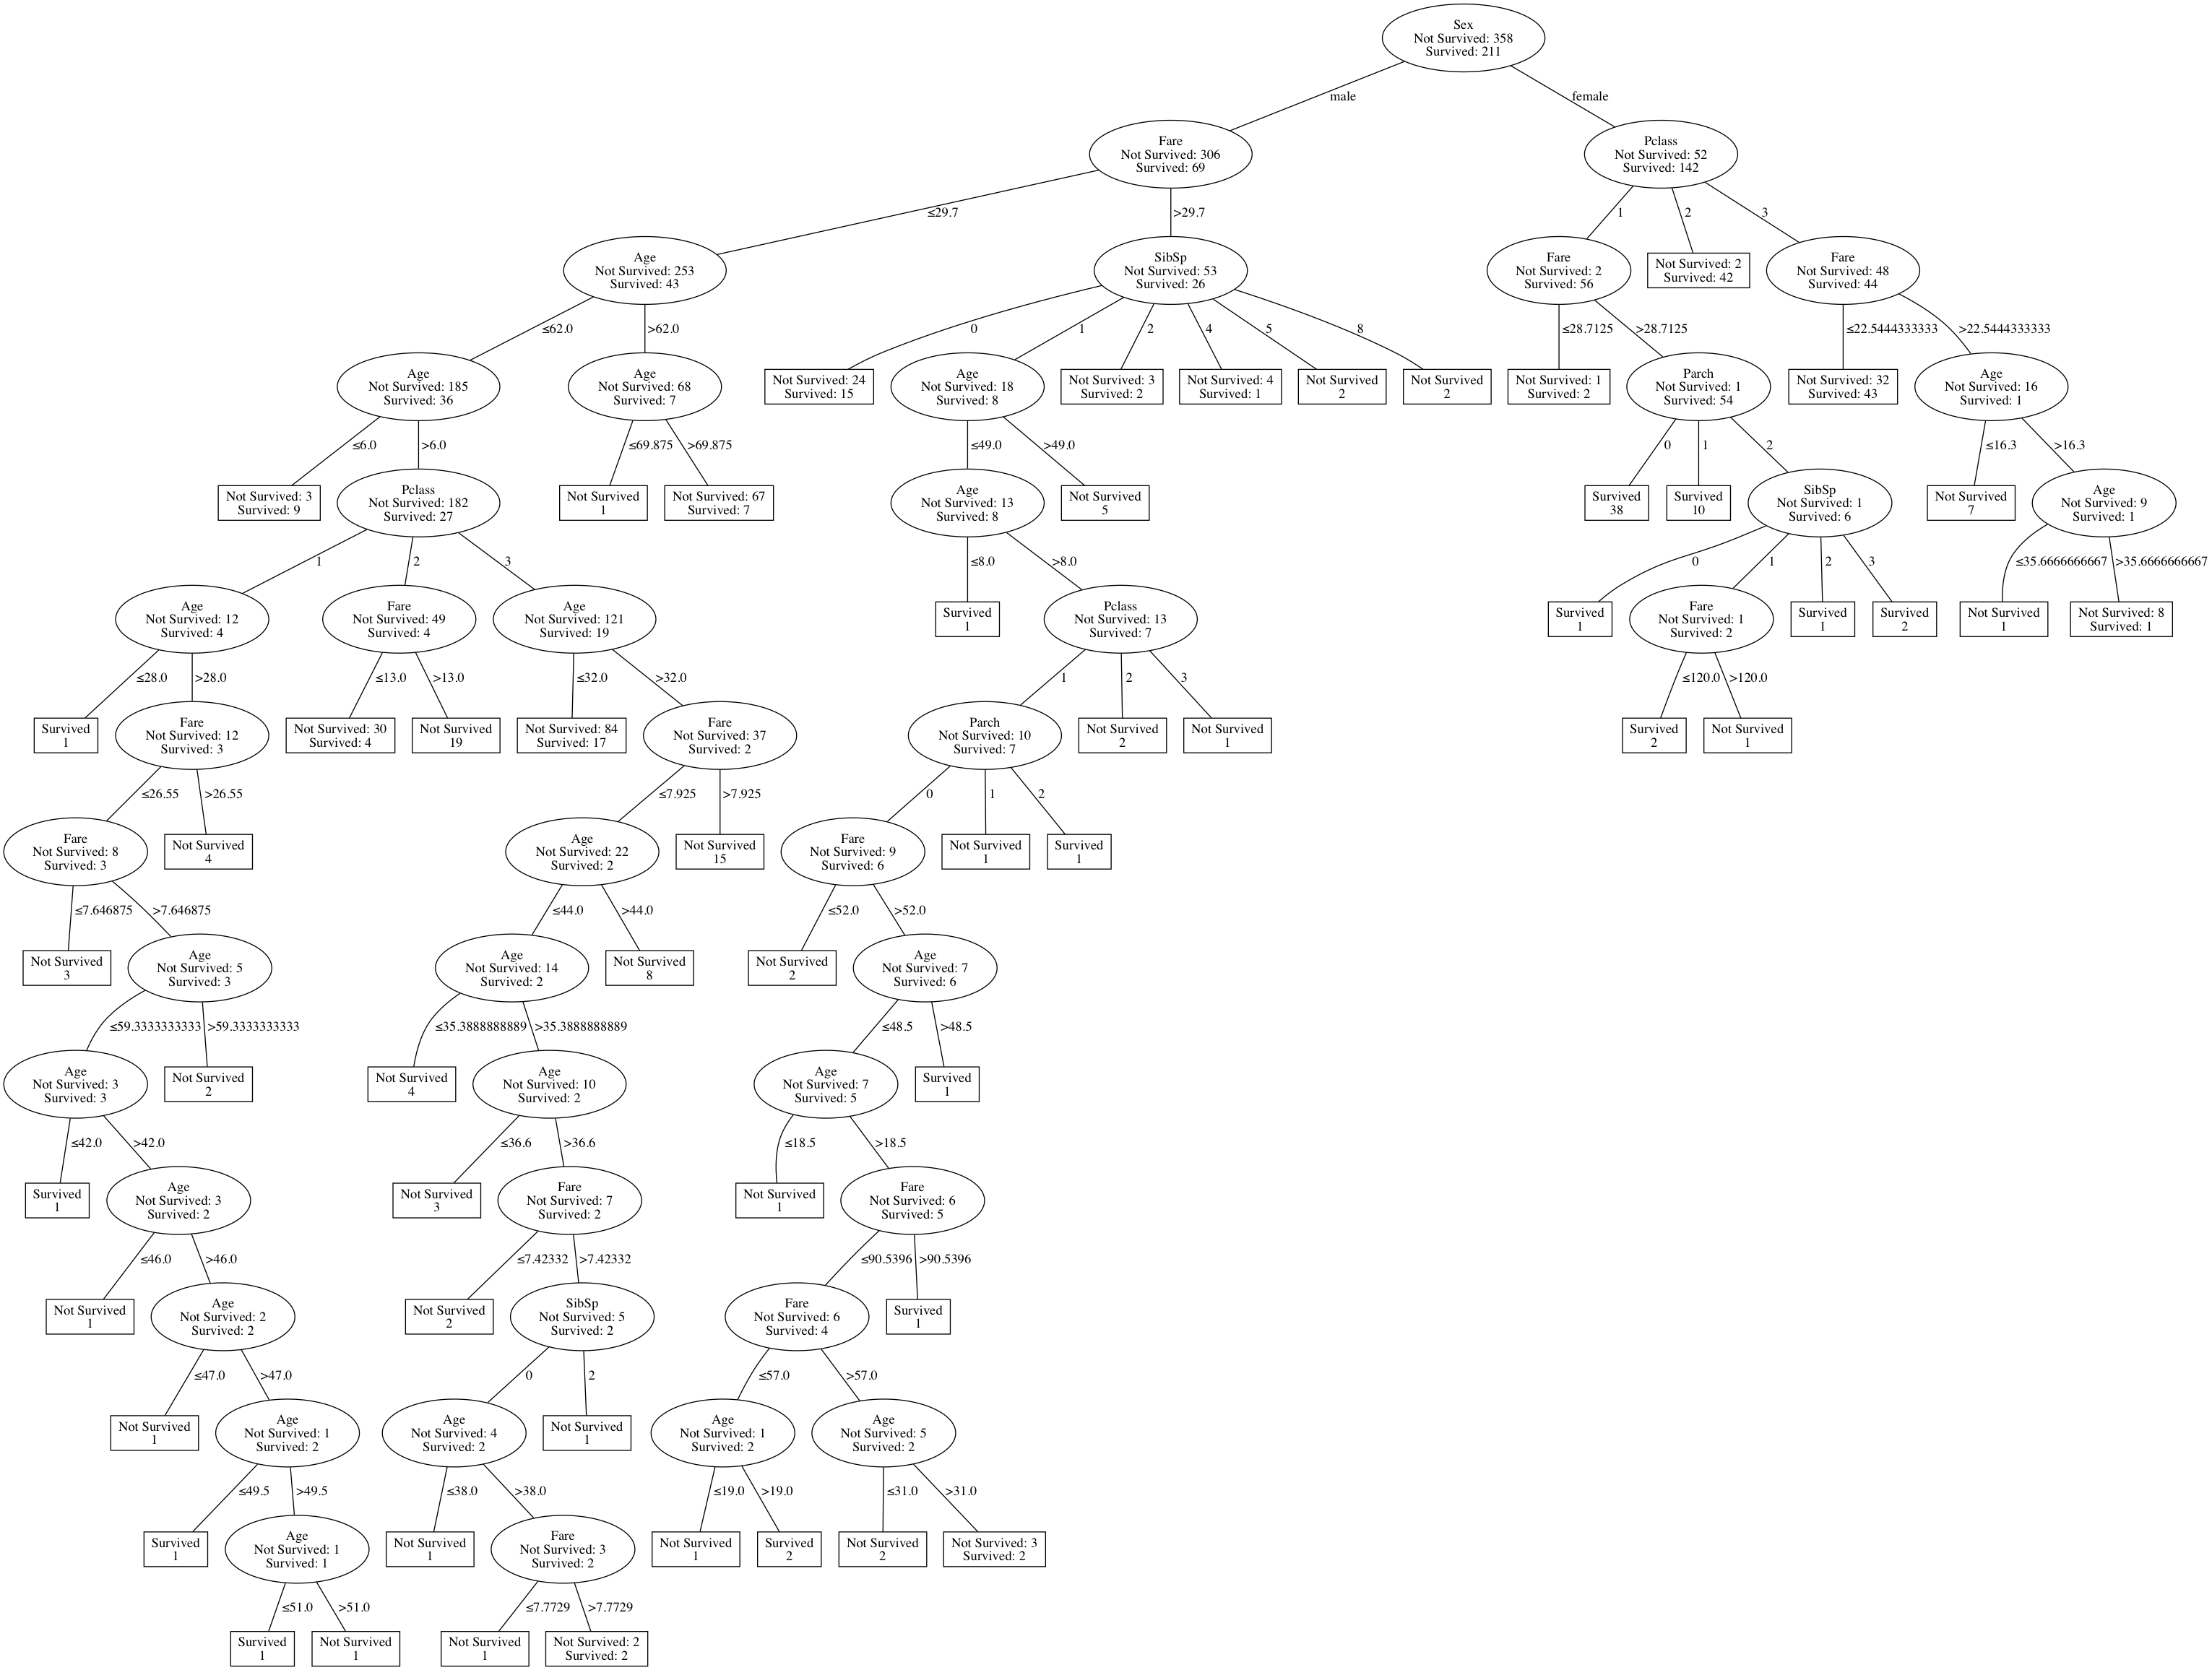 Sex
Not Survived: 358
Survived: 211
male
female
Fare
Not Survived: 306
Survived: 69
Pclass
Not Survived: 52
Survived: 142
≤29.7
>29.7
1
2
3
Age
Not Survived: 253
Survived: 43
SibSp
Not Survived: 53
Survived: 26
Fare
Not Survived: 2
Survived: 56
Not Survived: 2
Survived: 42
Fare
Not Survived: 48
Survived: 44
≤62.0
>62.0
0
1
2
4
5
8
≤28.7125
>28.7125
≤22.5444333333
>22.5444333333
Age
Not Survived: 185
Survived: 36
Age
Not Survived: 68
Survived: 7
Not Survived: 24
Survived: 15
Age
Not Survived: 18
Survived: 8
Not Survived: 3
Survived: 2
Not Survived: 4
Survived: 1
Not Survived
2
Not Survived
2
Not Survived: 1
Survived: 2
Parch
Not Survived: 1
Survived: 54
Not Survived: 32
Survived: 43
Age
Not Survived: 16
Survived: 1
≤6.0
>6.0
≤69.875
>69.875
≤49.0
>49.0
0
1
2
≤16.3
>16.3
Not Survived: 3
Survived: 9
Pclass
Not Survived: 182
Survived: 27
Not Survived
1
Not Survived: 67
Survived: 7
Age
Not Survived: 13
Survived: 8
Not Survived
5
Survived
38
Survived
10
SibSp
Not Survived: 1
Survived: 6
Not Survived
7
Age
Not Survived: 9
Survived: 1
1
2
3
≤8.0
>8.0
0
1
2
3
≤35.6666666667
>35.6666666667
Age
Not Survived: 12
Survived: 4
Fare
Not Survived: 49
Survived: 4
Age
Not Survived: 121
Survived: 19
Survived
1
Pclass
Not Survived: 13
Survived: 7
Survived
1
Fare
Not Survived: 1
Survived: 2
Survived
1
Survived
2
Not Survived
1
Not Survived: 8
Survived: 1
≤28.0
>28.0
≤13.0
>13.0
≤32.0
>32.0
1
2
3
≤120.0
>120.0
Survived
1
Fare
Not Survived: 12
Survived: 3
Not Survived: 30
Survived: 4
Not Survived
19
Not Survived: 84
Survived: 17
Fare
Not Survived: 37
Survived: 2
Parch
Not Survived: 10
Survived: 7
Not Survived
2
Not Survived
1
Survived
2
Not Survived
1
≤26.55
>26.55
≤7.925
>7.925
0
1
2
Fare
Not Survived: 8
Survived: 3
Not Survived
4
Age
Not Survived: 22
Survived: 2
Not Survived
15
Fare
Not Survived: 9
Survived: 6
Not Survived
1
Survived
1
≤7.646875
>7.646875
≤44.0
>44.0
≤52.0
>52.0
Not Survived
3
Age
Not Survived: 5
Survived: 3
Age
Not Survived: 14
Survived: 2
Not Survived
8
Not Survived
2
Age
Not Survived: 7
Survived: 6
≤59.3333333333
>59.3333333333
≤35.3888888889
>35.3888888889
≤48.5
>48.5
Age
Not Survived: 3
Survived: 3
Not Survived
2
Not Survived
4
Age
Not Survived: 10
Survived: 2
Age
Not Survived: 7
Survived: 5
Survived
1
≤42.0
>42.0
≤36.6
>36.6
≤18.5
>18.5
Survived
1
Age
Not Survived: 3
Survived: 2
Not Survived
3
Fare
Not Survived: 7
Survived: 2
Not Survived
1
Fare
Not Survived: 6
Survived: 5
≤46.0
>46.0
≤7.42332
>7.42332
≤90.5396
>90.5396
Not Survived
1
Age
Not Survived: 2
Survived: 2
Not Survived
2
SibSp
Not Survived: 5
Survived: 2
Fare
Not Survived: 6
Survived: 4
Survived
1
≤47.0
>47.0
0
2
≤57.0
>57.0
Not Survived
1
Age
Not Survived: 1
Survived: 2
Age
Not Survived: 4
Survived: 2
Not Survived
1
Age
Not Survived: 1
Survived: 2
Age
Not Survived: 5
Survived: 2
≤49.5
>49.5
≤38.0
>38.0
≤19.0
>19.0
≤31.0
>31.0
Survived
1
Age
Not Survived: 1
Survived: 1
Not Survived
1
Fare
Not Survived: 3
Survived: 2
Not Survived
1
Survived
2
Not Survived
2
Not Survived: 3
Survived: 2
≤51.0
>51.0
≤7.7729
>7.7729
Survived
1
Not Survived
1
Not Survived
1
Not Survived: 2
Survived: 2